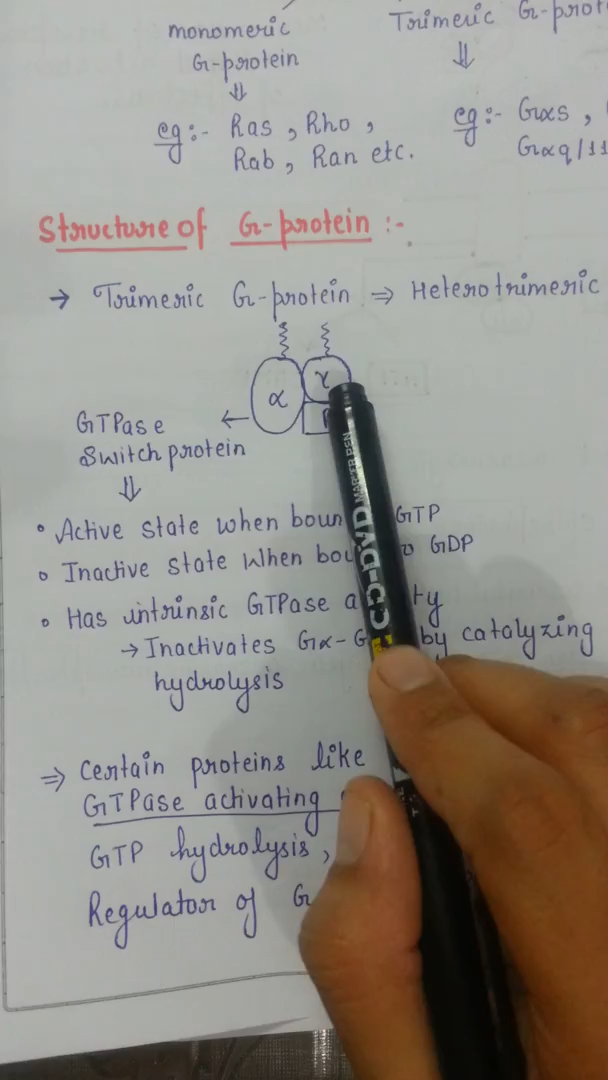 monomeric
G-protein
⇓
eg:- Ras, Rho,
Rab, Ran etc.
Trimeric G-prot
⇓
eg:- Gαs,
Gαq/11
Structure of G-protein :-
→ Trimeric G-protein ⇒ Heterotrimeric
α γ
GTPase ←
Switch protein
⇓
• Active state when boun GTP
• Inactive state when bou GDP
• Has intrinsic GTPase
→ Inactivates Gα-G by catalyzing
hydrolysis
⇒ Certain proteins like
GTPase activating
GTP hydrolysis,
Regulator of G
CD-DVD MARKER PEN